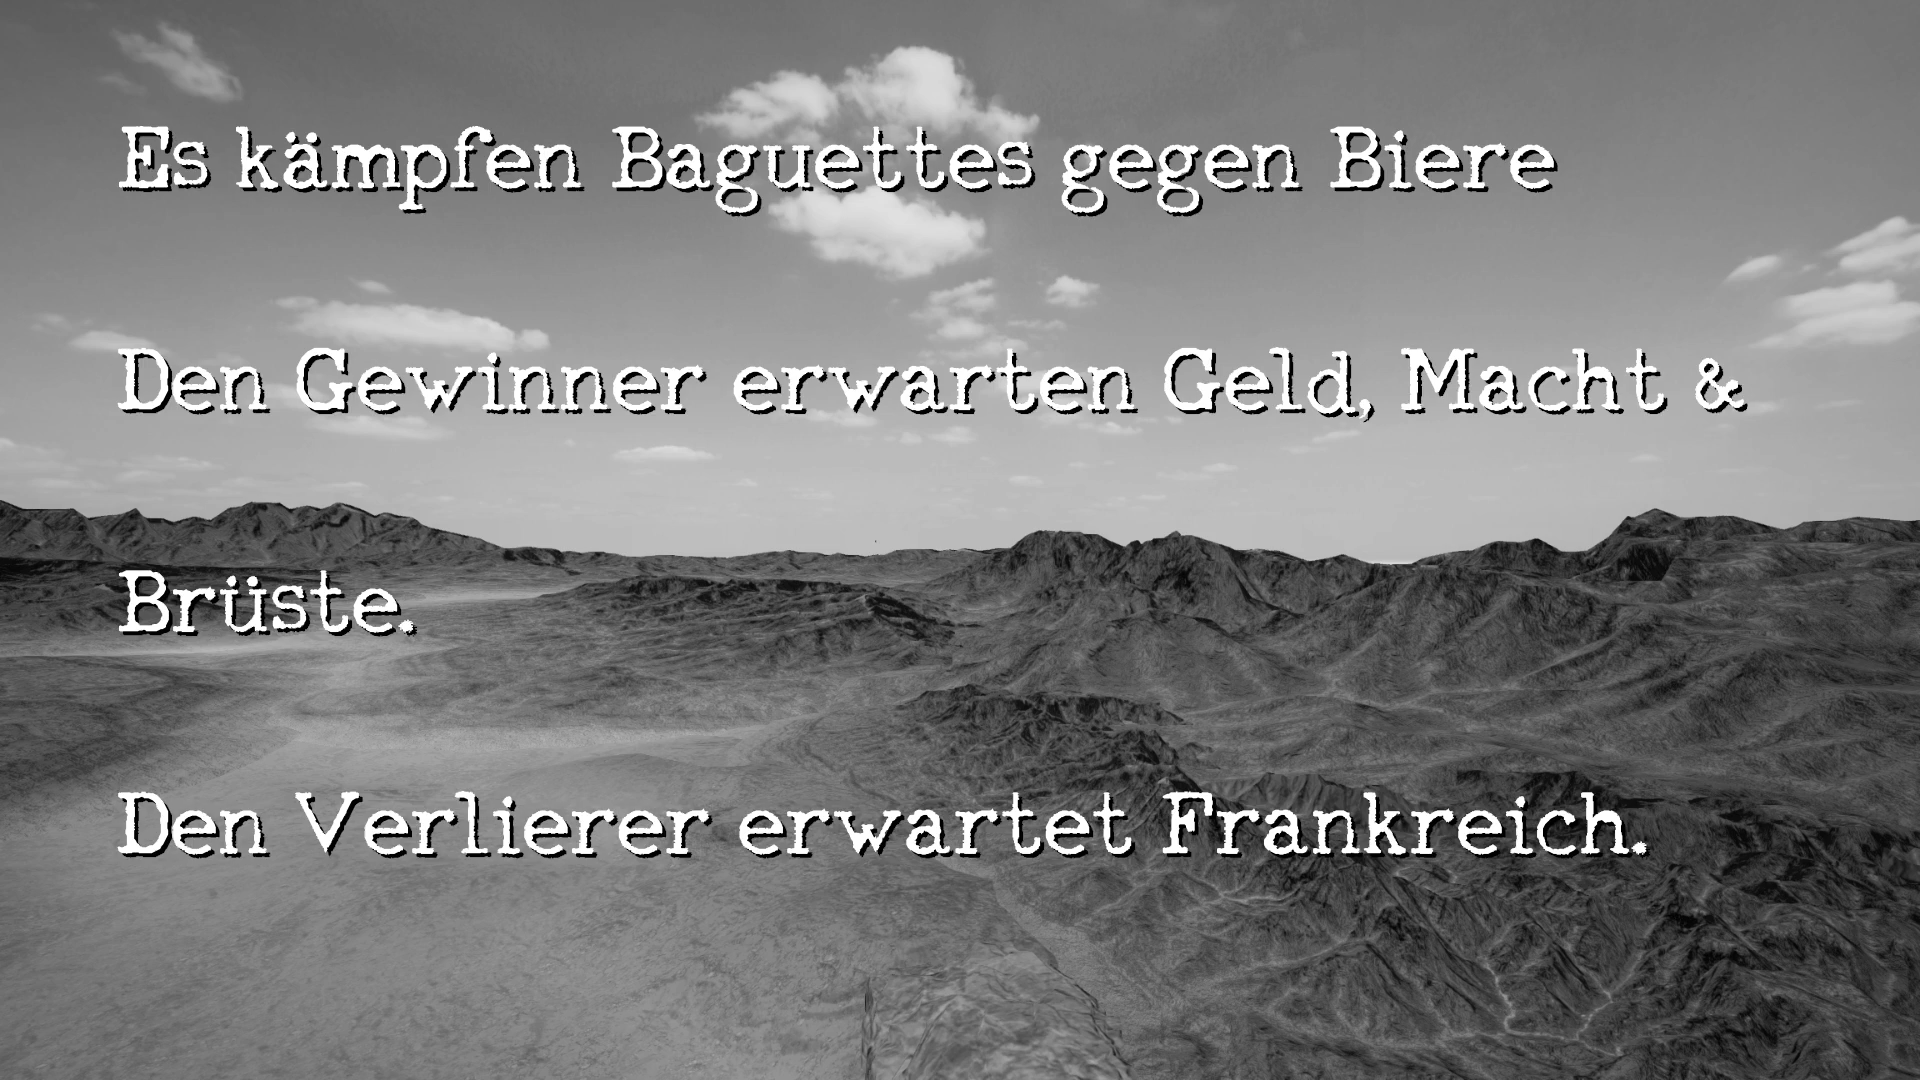 Es kämpfen Baguettes gegen Biere
Den Gewinner erwarten Geld, Macht &
Brüste.
Den Verlierer erwartet Frankreich.